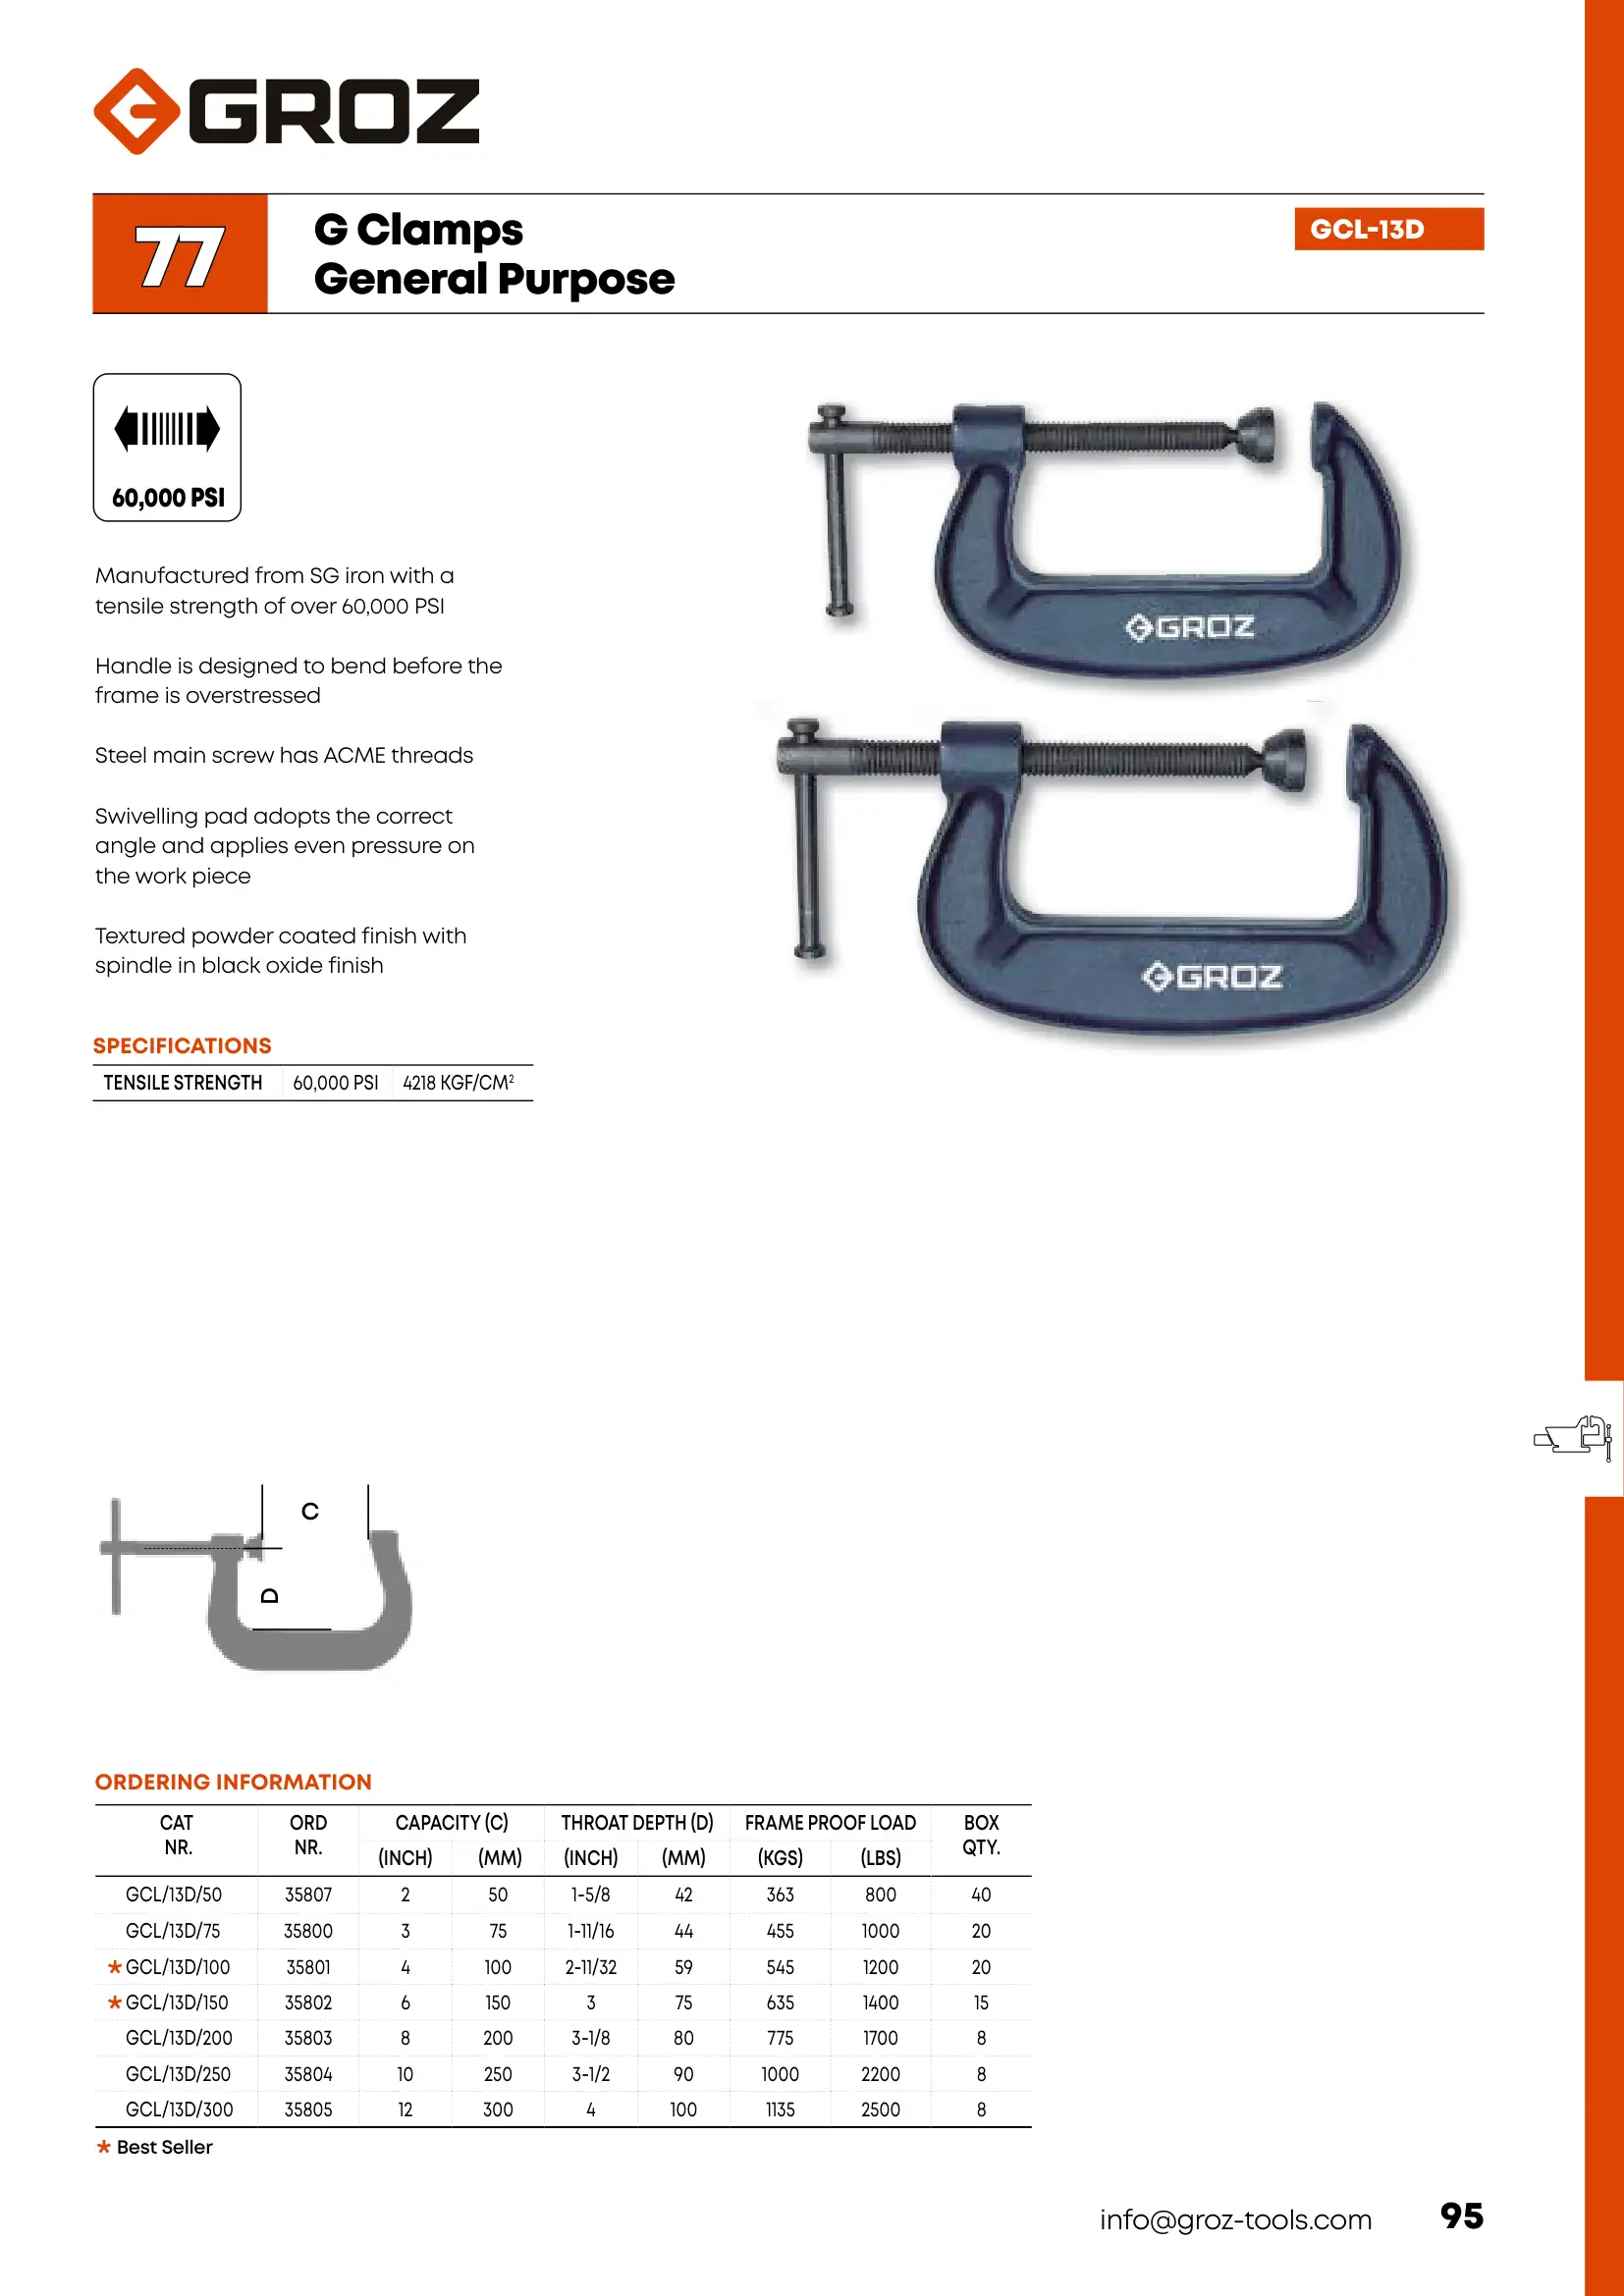 GROZ
77
G Clamps
General Purpose
GCL-13D
60,000 PSI
Manufactured from SG iron with a
tensile strength of over 60,000 PSI
Handle is designed to bend before the
frame is overstressed
Steel main screw has ACME threads
Swivelling pad adopts the correct
angle and applies even pressure on
the work piece
Textured powder coated finish with
spindle in black oxide finish
GROZ
GROZ
SPECIFICATIONS
TENSILE STRENGTH 60,000 PSI 4218 KGF/CM²
C
D
ORDERING INFORMATION
CAT NR. ORD NR. CAPACITY (C) THROAT DEPTH (D) FRAME PROOF LOAD BOX QTY.
(INCH) (MM) (INCH) (MM) (KGS) (LBS)
GCL/13D/50 35807 2 50 1-5/8 42 363 800 40
GCL/13D/75 35800 3 75 1-11/16 44 455 1000 20
* GCL/13D/100 35801 4 100 2-11/32 59 545 1200 20
* GCL/13D/150 35802 6 150 3 75 635 1400 15
GCL/13D/200 35803 8 200 3-1/8 80 775 1700 8
GCL/13D/250 35804 10 250 3-1/2 90 1000 2200 8
GCL/13D/300 35805 12 300 4 100 1135 2500 8
* Best Seller
info@groz-tools.com 95